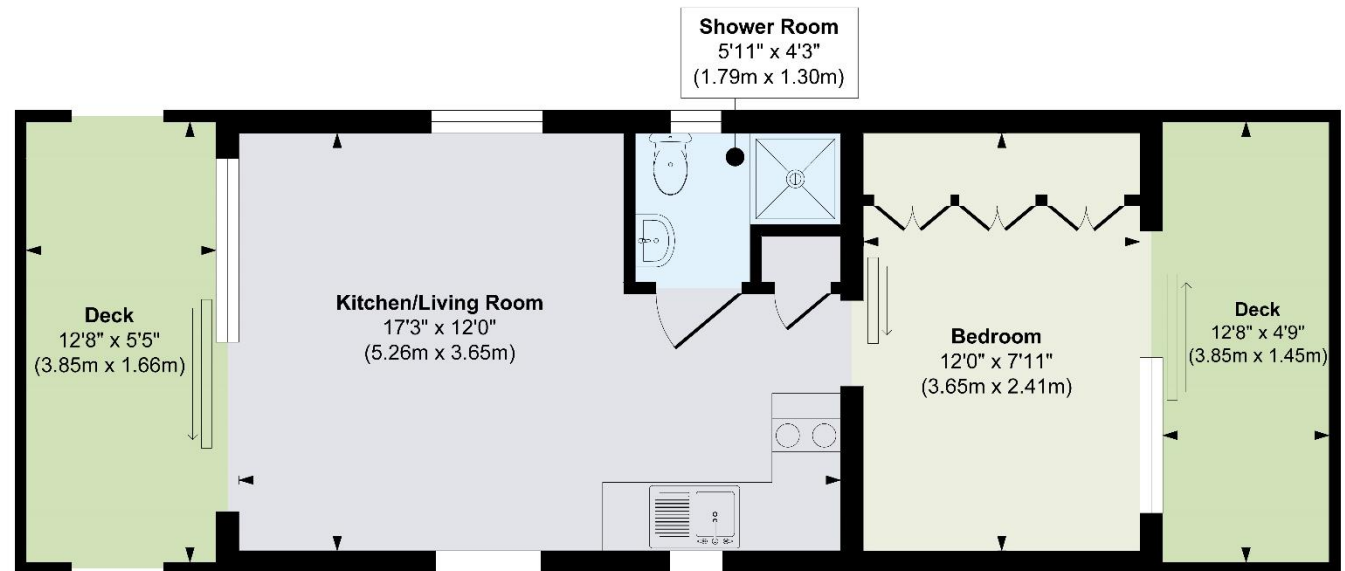 Shower Room
5'11" x 4'3"
(1.79m x 1.30m)
Deck
12'8" x 5'5"
(3.85m x 1.66m)
Kitchen/Living Room
17'3" x 12'0"
(5.26m x 3.65m)
Bedroom
12'0" x 7'11"
(3.65m x 2.41m)
Deck
12'8" x 4'9"
(3.85m x 1.45m)